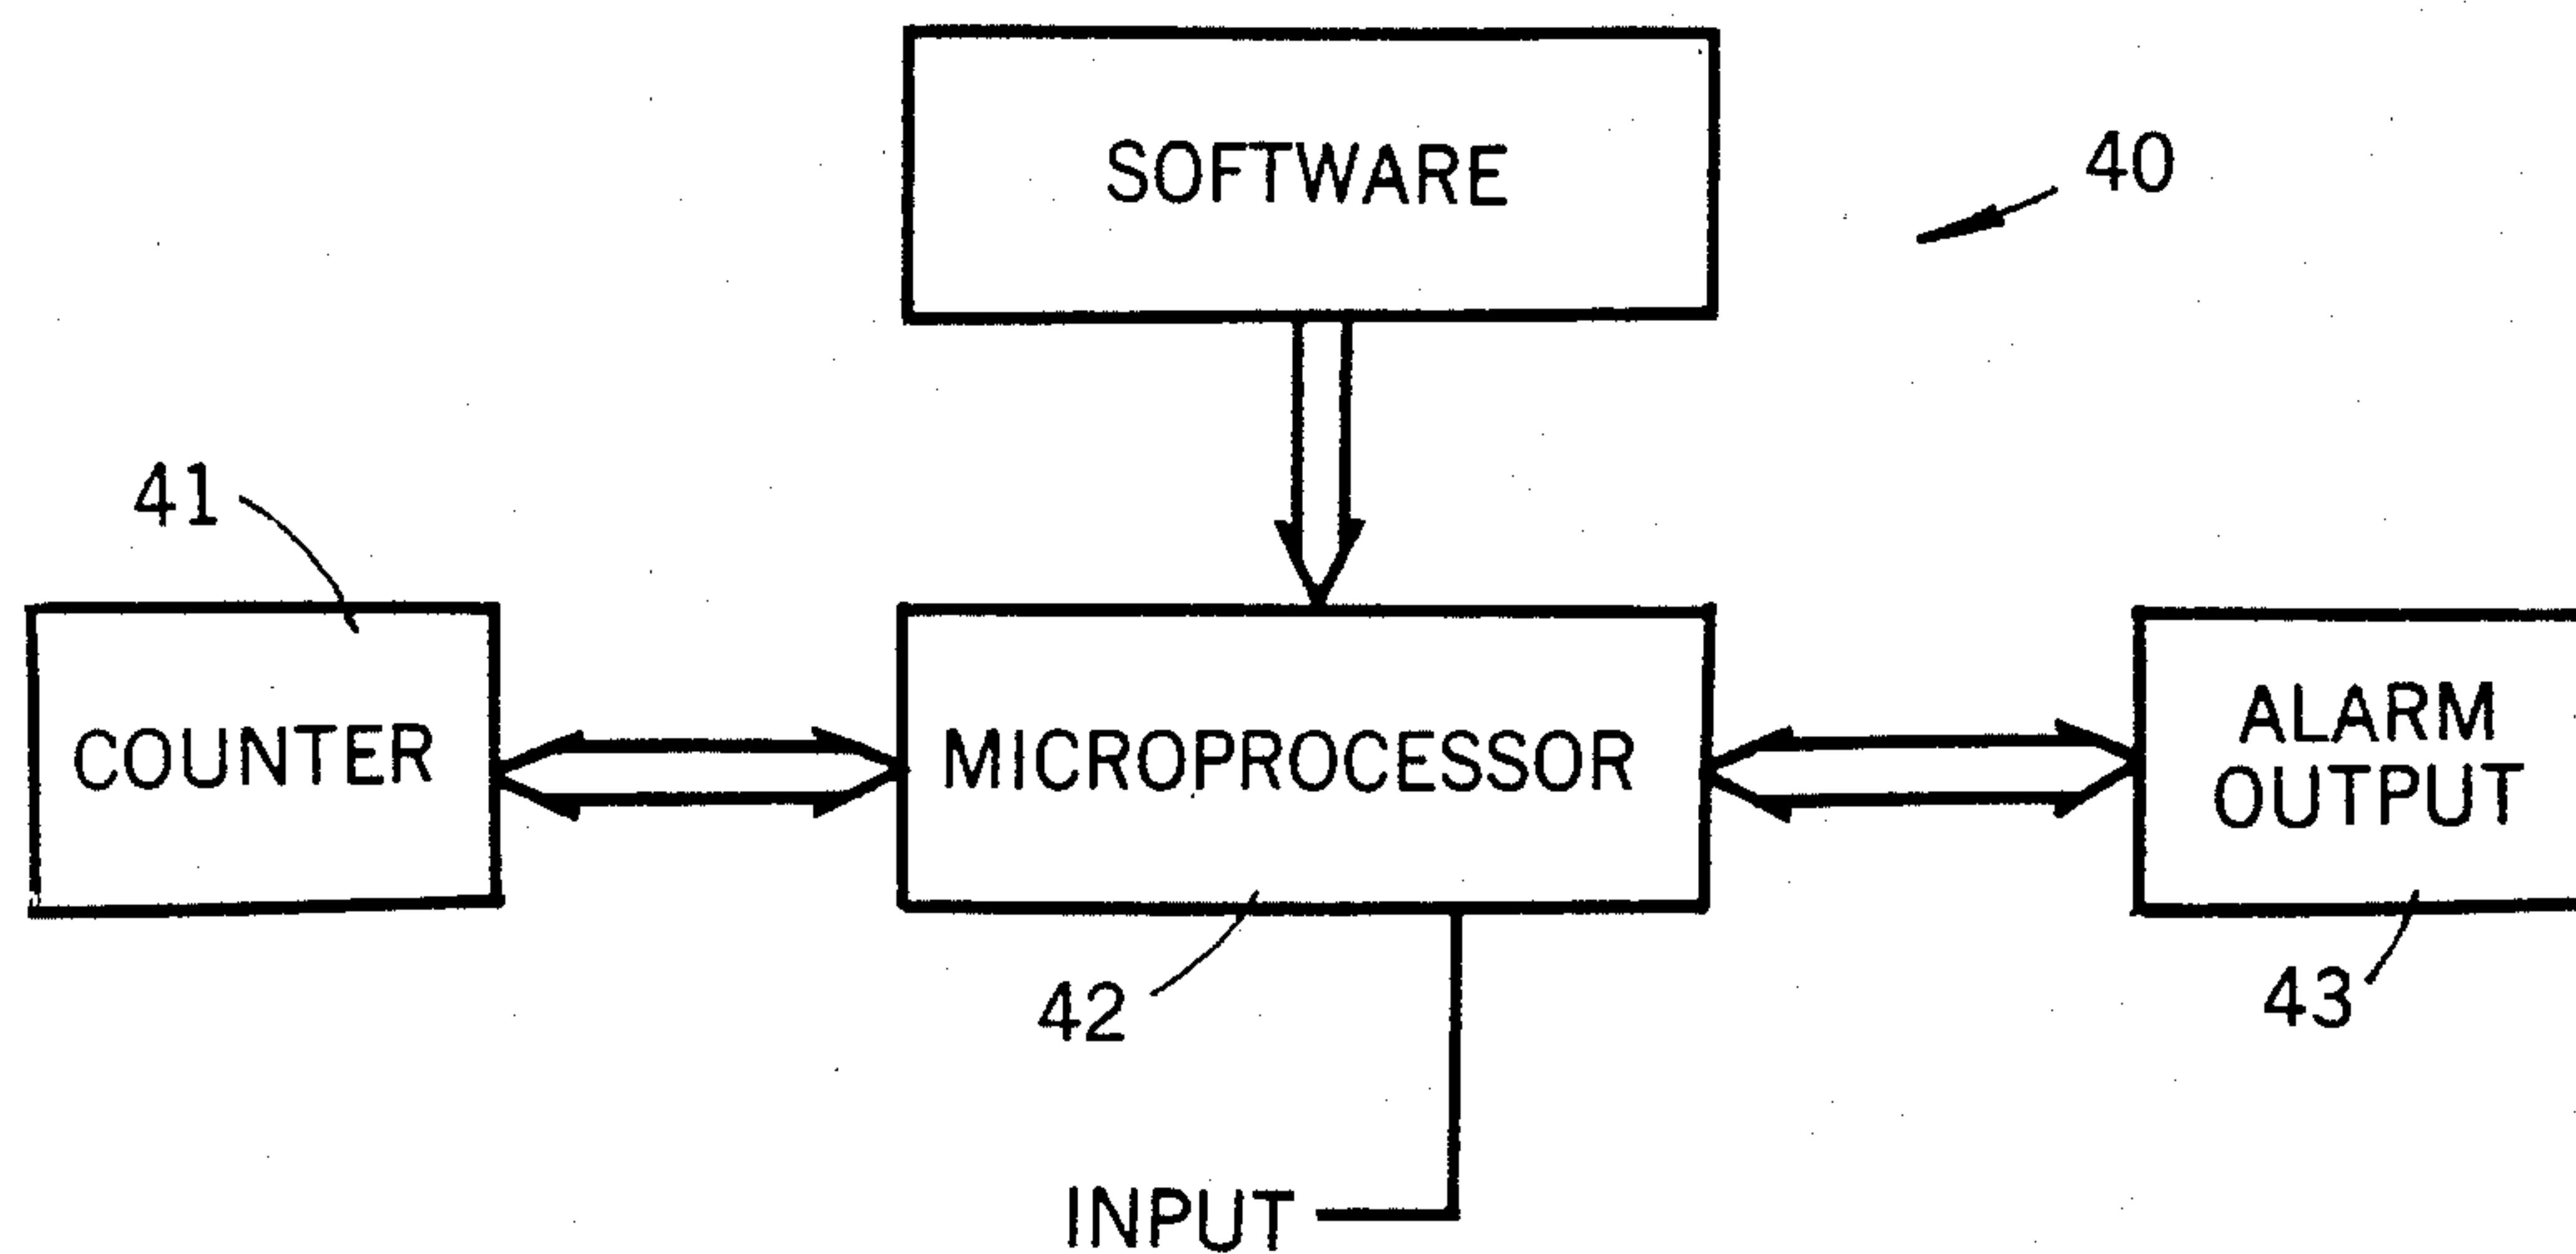 SOFTWARE
40
41
COUNTER
MICROPROCESSOR
ALARM
OUTPUT
42
43
INPUT